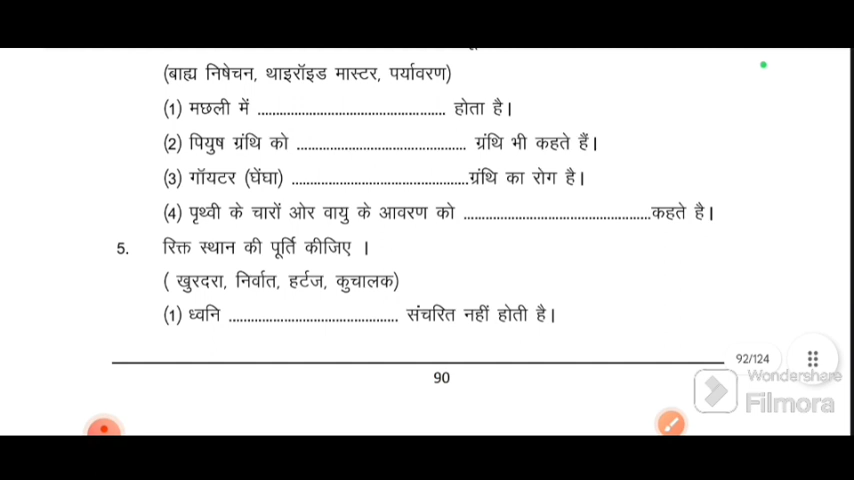 (बाह्य निषेचन, थाइरॉइड मास्टर, पर्यावरण)
(1) मछली में ................................................ होता है।
(2) पियुष ग्रंथि को ............................................ ग्रंथि भी कहते हैं।
(3) गॉयटर (घेंघा) ..............................................ग्रंथि का रोग है।
(4) पृथ्वी के चारों ओर वायु के आवरण को ................................................कहते है।
5. रिक्त स्थान की पूर्ति कीजिए ।
( खुरदरा, निर्वात, हर्टज, कुचालक)
(1) ध्वनि ............................................ संचरित नहीं होती है।
92/124
90
Wondershare
Filmora